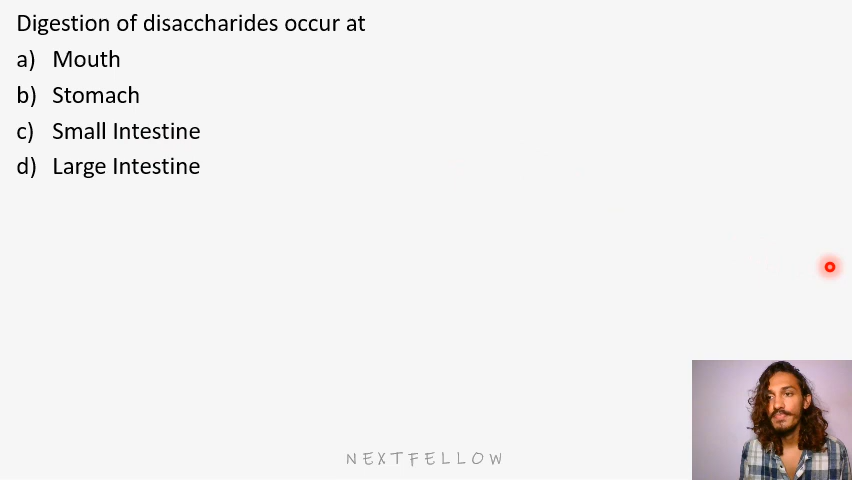 Digestion of disaccharides occur at
a) Mouth
b) Stomach
c) Small Intestine
d) Large Intestine
NEXTFELLOW